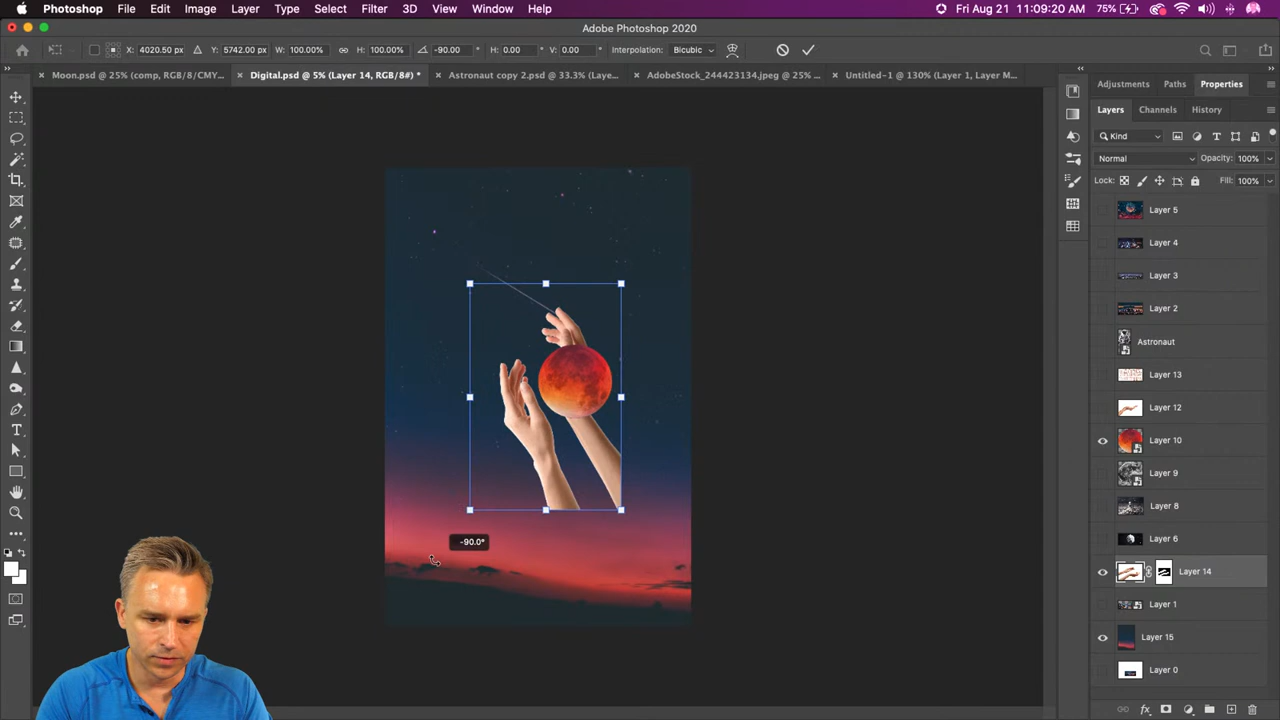 Photoshop File Edit Image Layer Type Select Filter 3D View Window Help 75% Fri Aug 21 11:09:20 AM
Adobe Photoshop 2020
X: 4020.50 px Y: 5742.00 px W: 100.00% H: 100.00% -90.00 ° H: 0.00 ° V: 0.00 ° Interpolation: Bicubic
Moon.psd @ 25% (comp, RGB/8/CMY... Digital.psd @ 5% (Layer 14, RGB/8#) * Astronaut copy 2.psd @ 33.3% (Laye... AdobeStock_244423134.jpeg @ 25% ... Untitled-1 @ 130% (Layer 1, Layer M...
Adjustments Paths Properties
Layers Channels History
Kind
Normal Opacity: 100%
Lock: Fill: 100%
Layer 5
Layer 4
Layer 3
Layer 2
Astronaut
Layer 13
Layer 12
Layer 10
Layer 9
Layer 8
Layer 6
Layer 14
Layer 1
Layer 15
Layer 0
-90.0°